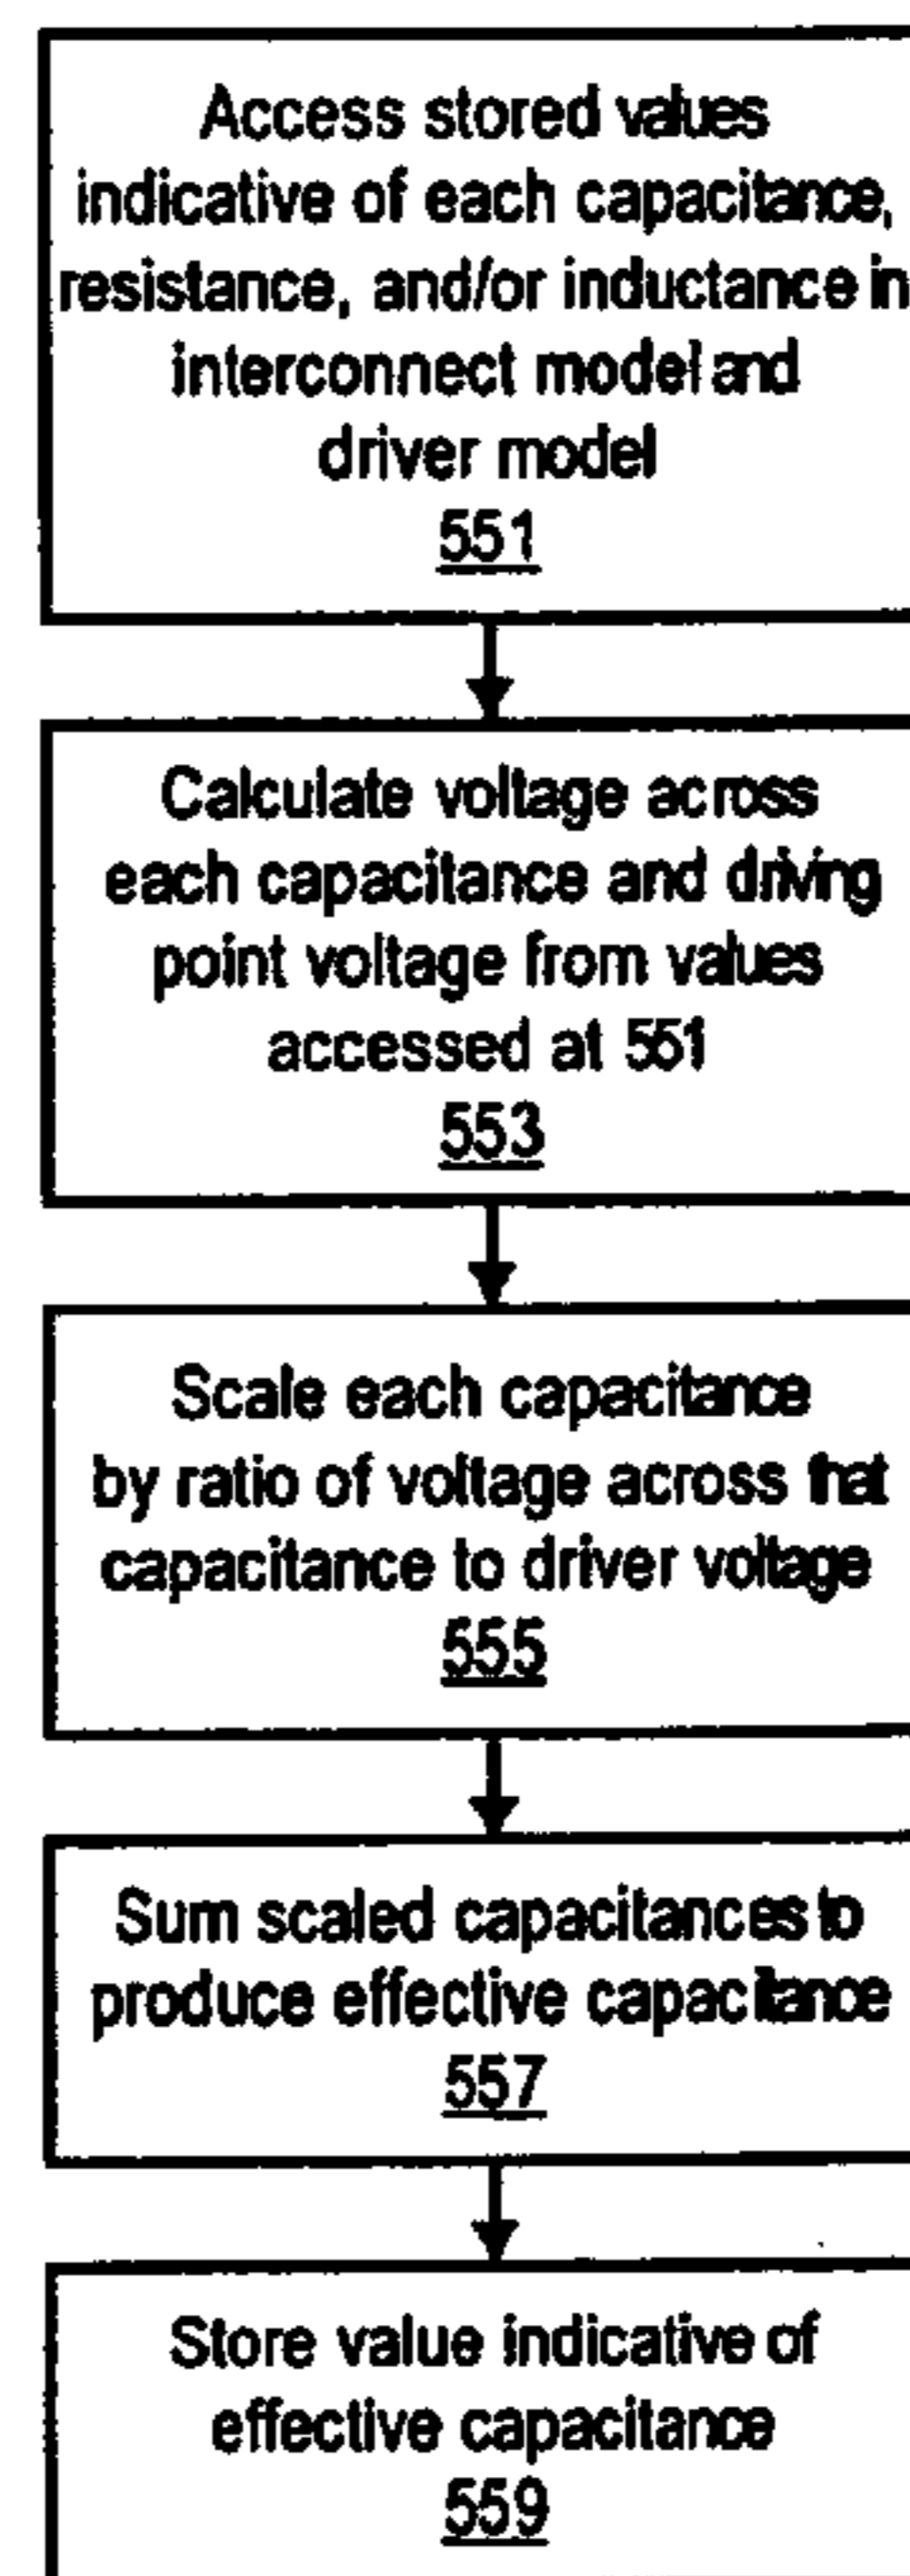 Access stored values
indicative of each capacitance,
resistance, and/or inductance in
interconnect model and
driver model
551
Calculate voltage across
each capacitance and driving
point voltage from values
accessed at 551
553
Scale each capacitance
by ratio of voltage across that
capacitance to driver voltage
555
Sum scaled capacitances to
produce effective capacitance
557
Store value indicative of
effective capacitance
559